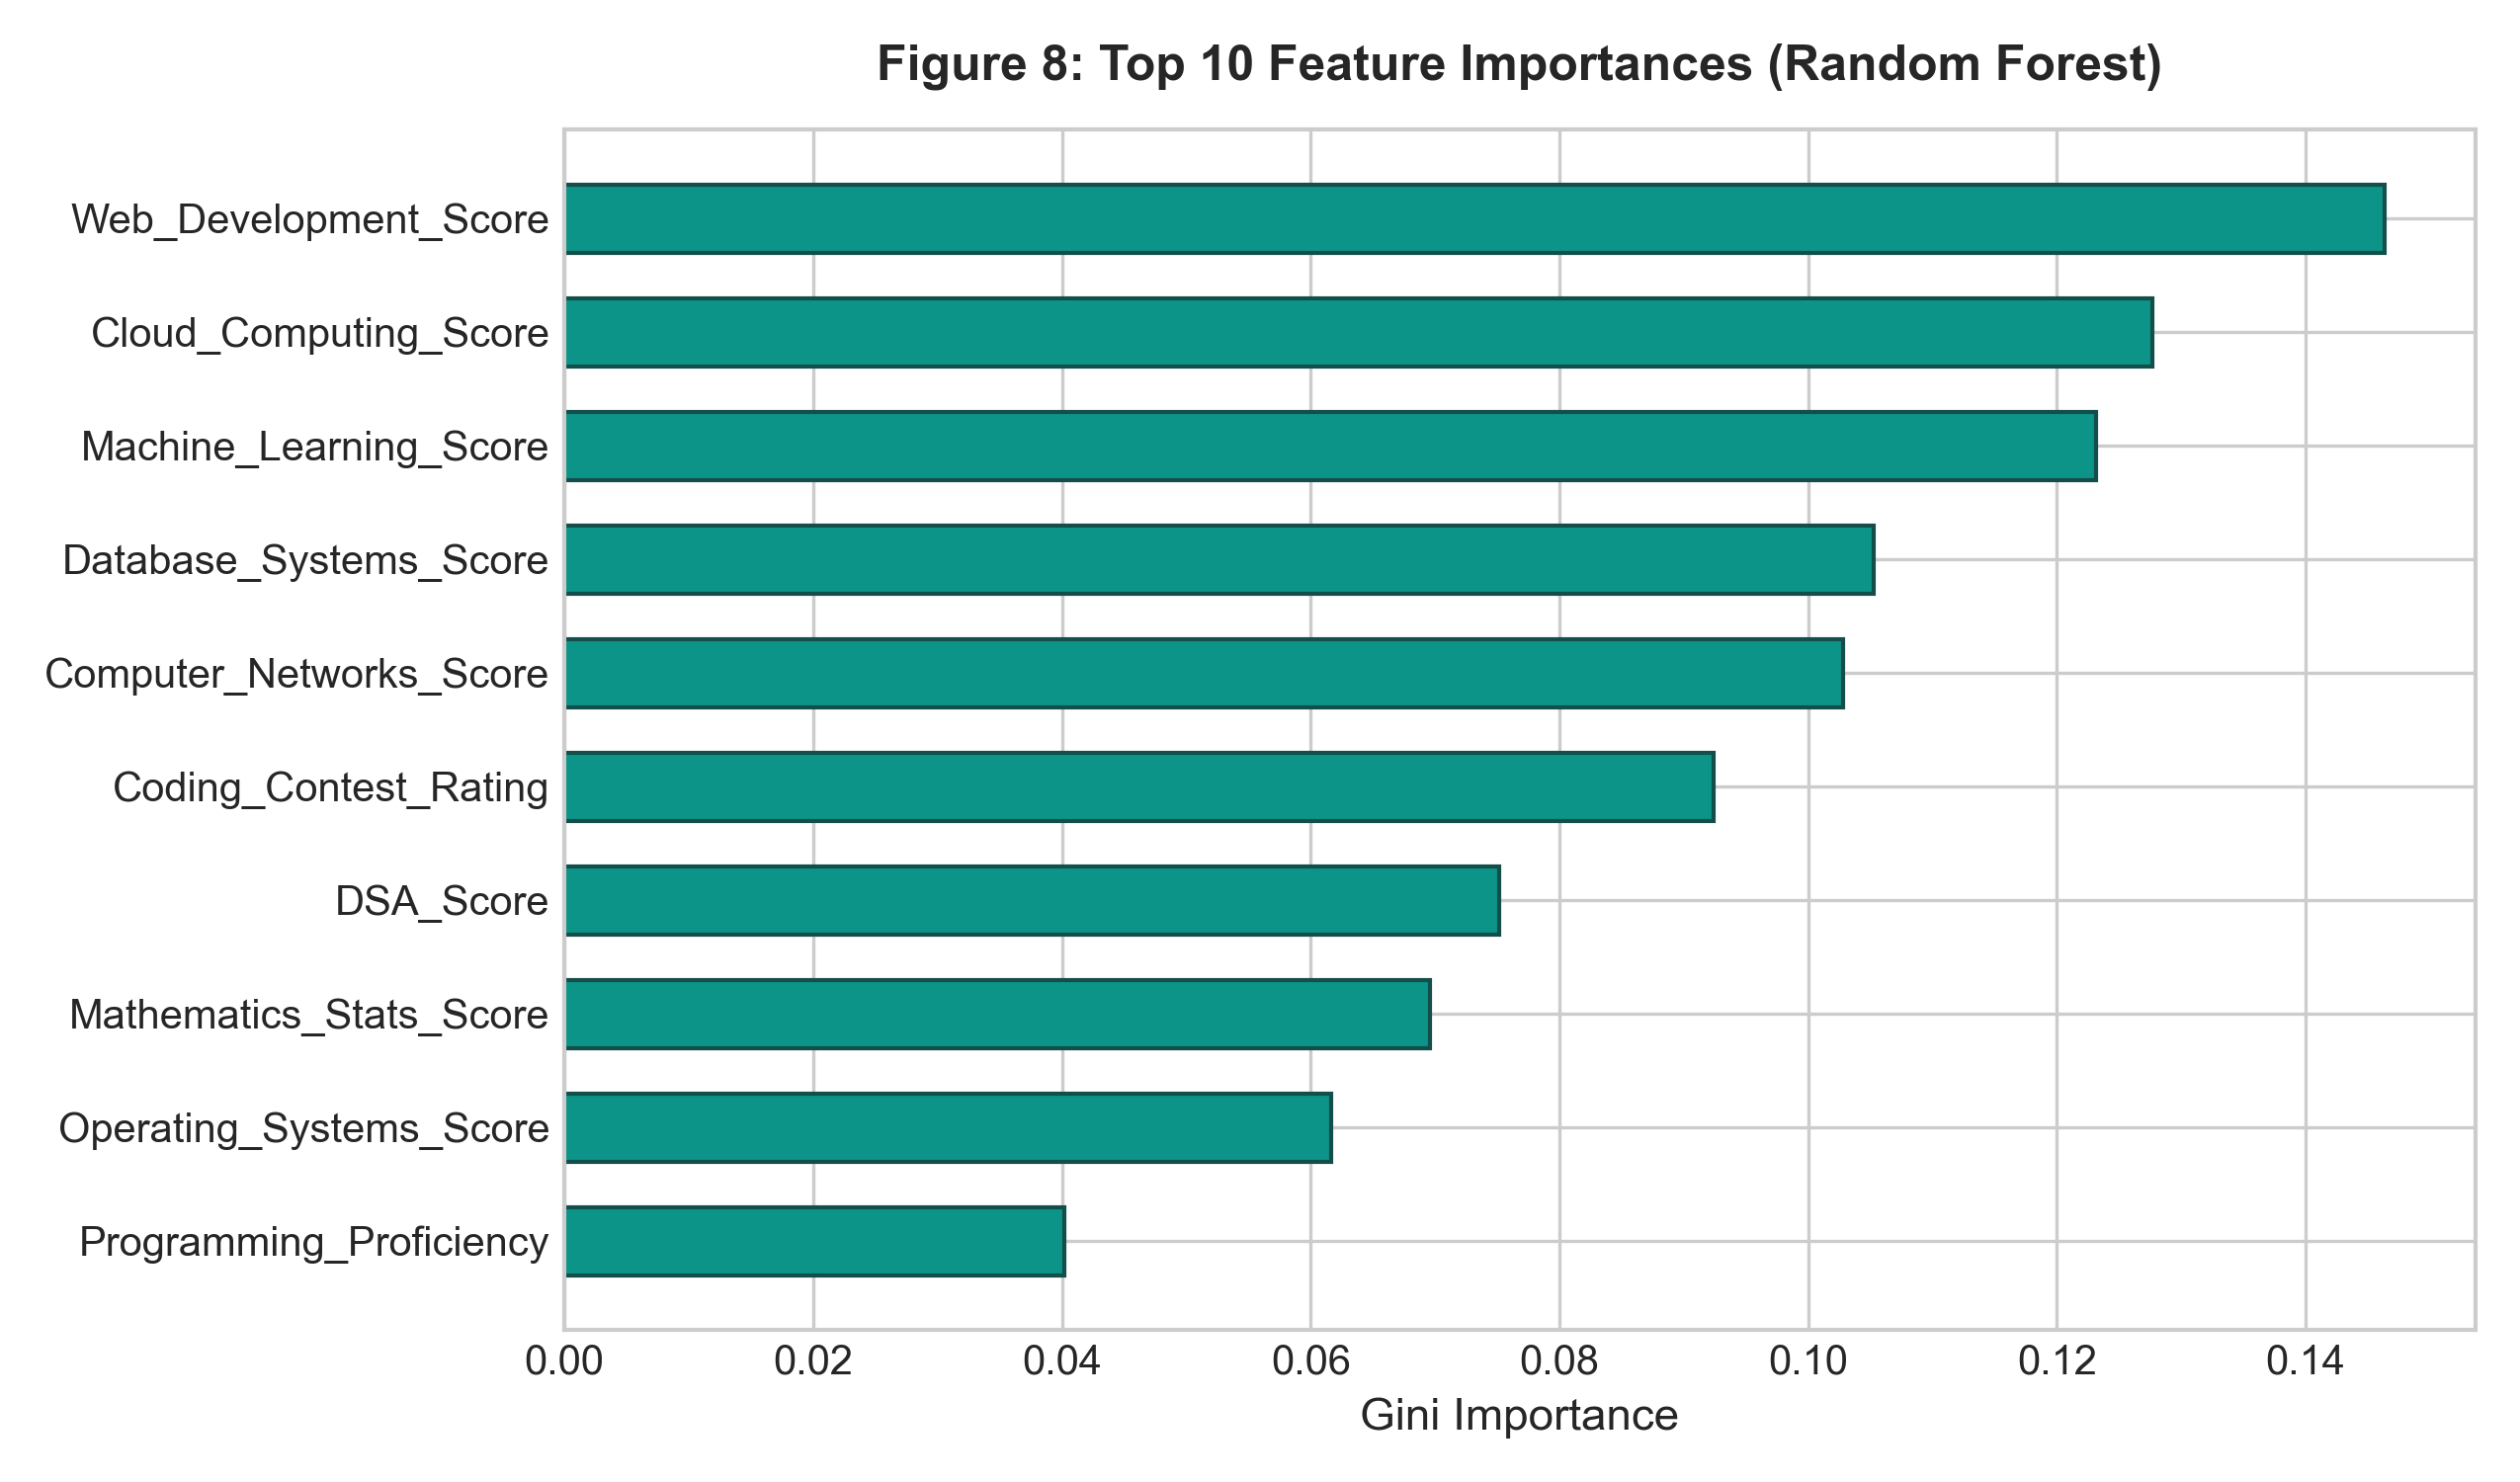 Figure 8: Top 10 Feature Importances (Random Forest)
Web_Development_Score
Cloud_Computing_Score
Machine_Learning_Score
Database_Systems_Score
Computer_Networks_Score
Coding_Contest_Rating
DSA_Score
Mathematics_Stats_Score
Operating_Systems_Score
Programming_Proficiency
0.00 0.02 0.04 0.06 0.08 0.10 0.12 0.14
Gini Importance